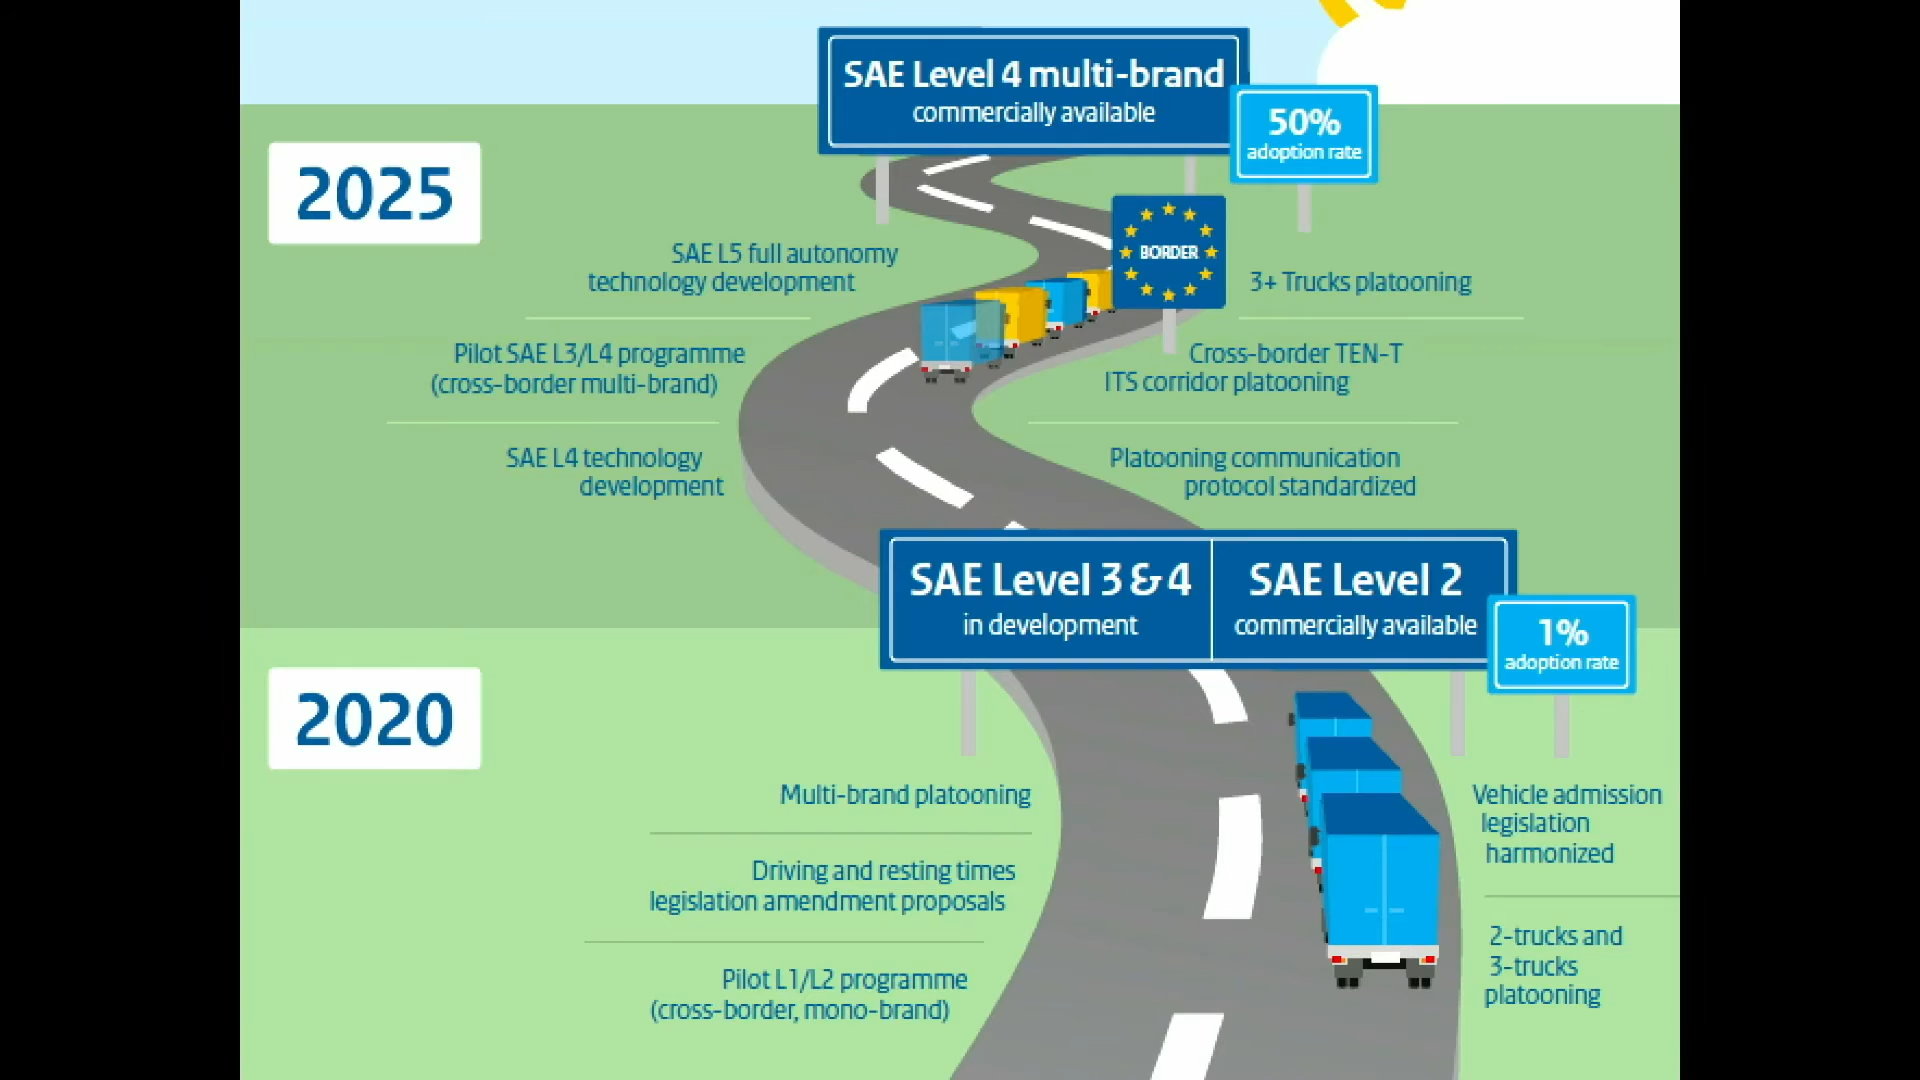 SAE Level 4 multi-brand
commercially available
50%
adoption rate
2025
BORDER
SAE L5 full autonomy
technology development
3+ Trucks platooning
Pilot SAE L3/L4 programme
(cross-border multi-brand)
Cross-border TEN-T
ITS corridor platooning
SAE L4 technology
development
Platooning communication
protocol standardized
SAE Level 3 & 4
in development
SAE Level 2
commercially available
1%
adoption rate
2020
Multi-brand platooning
Vehicle admission
legislation
harmonized
Driving and resting times
legislation amendment proposals
2-trucks and
3-trucks
platooning
Pilot L1/L2 programme
(cross-border, mono-brand)